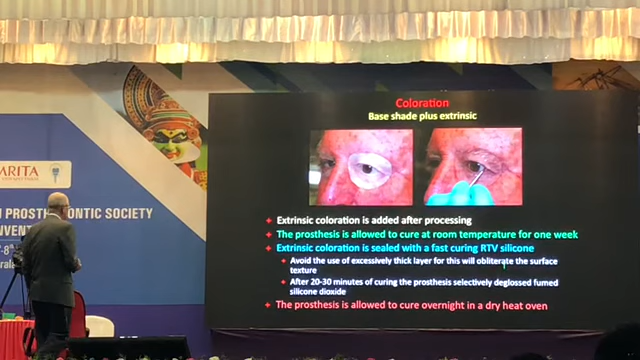 Coloration
Base shade plus extrinsic
Extrinsic coloration is added after processing
The prosthesis is allowed to cure at room temperature for one week
Extrinsic coloration is sealed with a fast curing RTV silicone
Avoid the use of excessively thick layer for this will obliterate the surface
texture
After 20-30 minutes of curing the prosthesis selectively deglossed fumed
silicone dioxide
The prosthesis is allowed to cure overnight in a dry heat oven
MRITA
PROSTHODONTIC SOCIETY